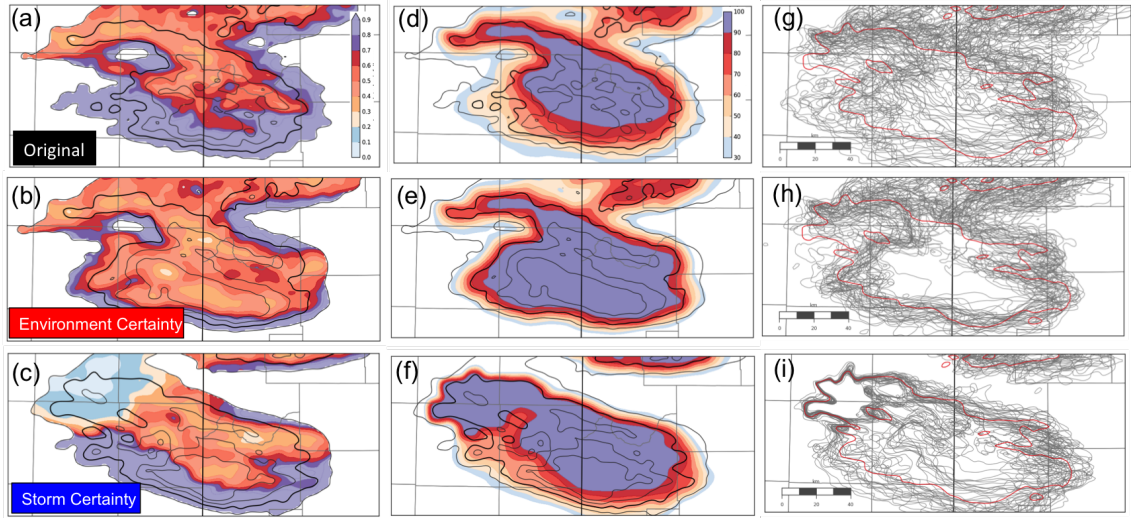 (a)
(d)
(g)
0.9
0.8
0.7
0.6
0.5
0.4
0.3
0.2
0.1
0.0
100
90
80
70
60
50
40
30
Original
km
0 20 40
(b)
(e)
(h)
Environment Certainty
km
0 20 40
(c)
(f)
(i)
Storm Certainty
km
0 20 40